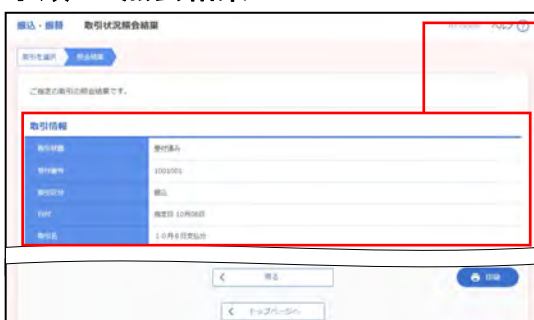 振込・振替 取引状況照会結果
ヘルプ
取引を選択 照会結果
ご指定の取引の照会結果です。
取引情報
取引状態 受付済み
受付番号 1001001
取引区分 振込
日付 指定日 10月08日
取引名 10月8日支払分
戻る
印刷
トップページへ